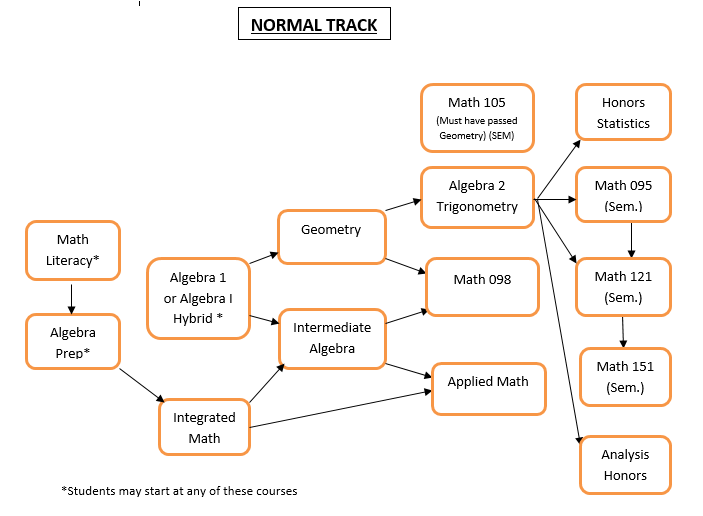 NORMAL TRACK
Math 105
(Must have passed
Geometry) (SEM)
Honors
Statistics
Algebra 2
Trigonometry
Math 095
(Sem.)
Geometry
Math
Literacy*
Algebra 1
or Algebra I
Hybrid *
Math 098
Math 121
(Sem.)
Algebra
Prep*
Intermediate
Algebra
Math 151
(Sem.)
Applied Math
Integrated
Math
Analysis
Honors
*Students may start at any of these courses